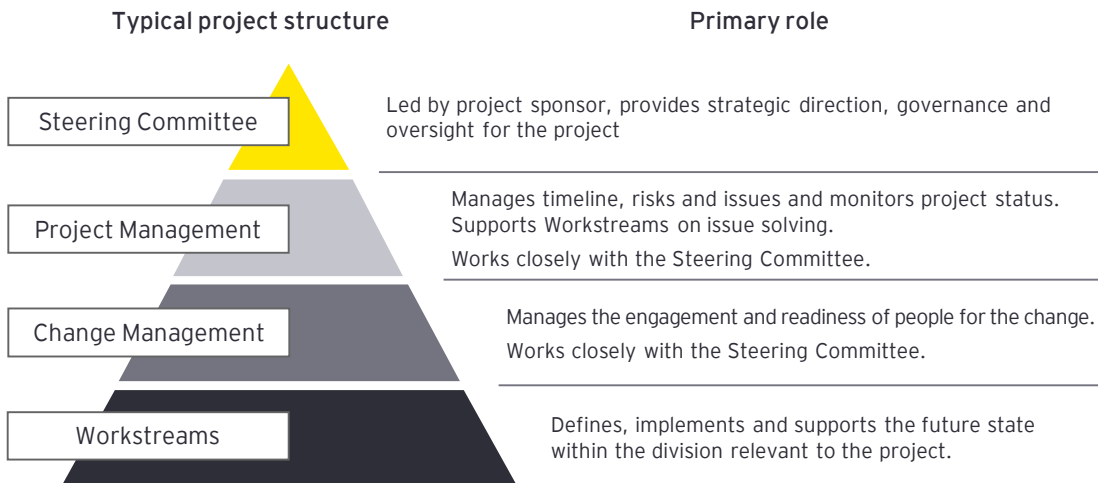 Typical project structure
Primary role
Steering Committee
Led by project sponsor, provides strategic direction, governance and
oversight for the project
Project Management
Manages timeline, risks and issues and monitors project status.
Supports Workstreams on issue solving.
Works closely with the Steering Committee.
Change Management
Manages the engagement and readiness of people for the change.
Works closely with the Steering Committee.
Workstreams
Defines, implements and supports the future state
within the division relevant to the project.